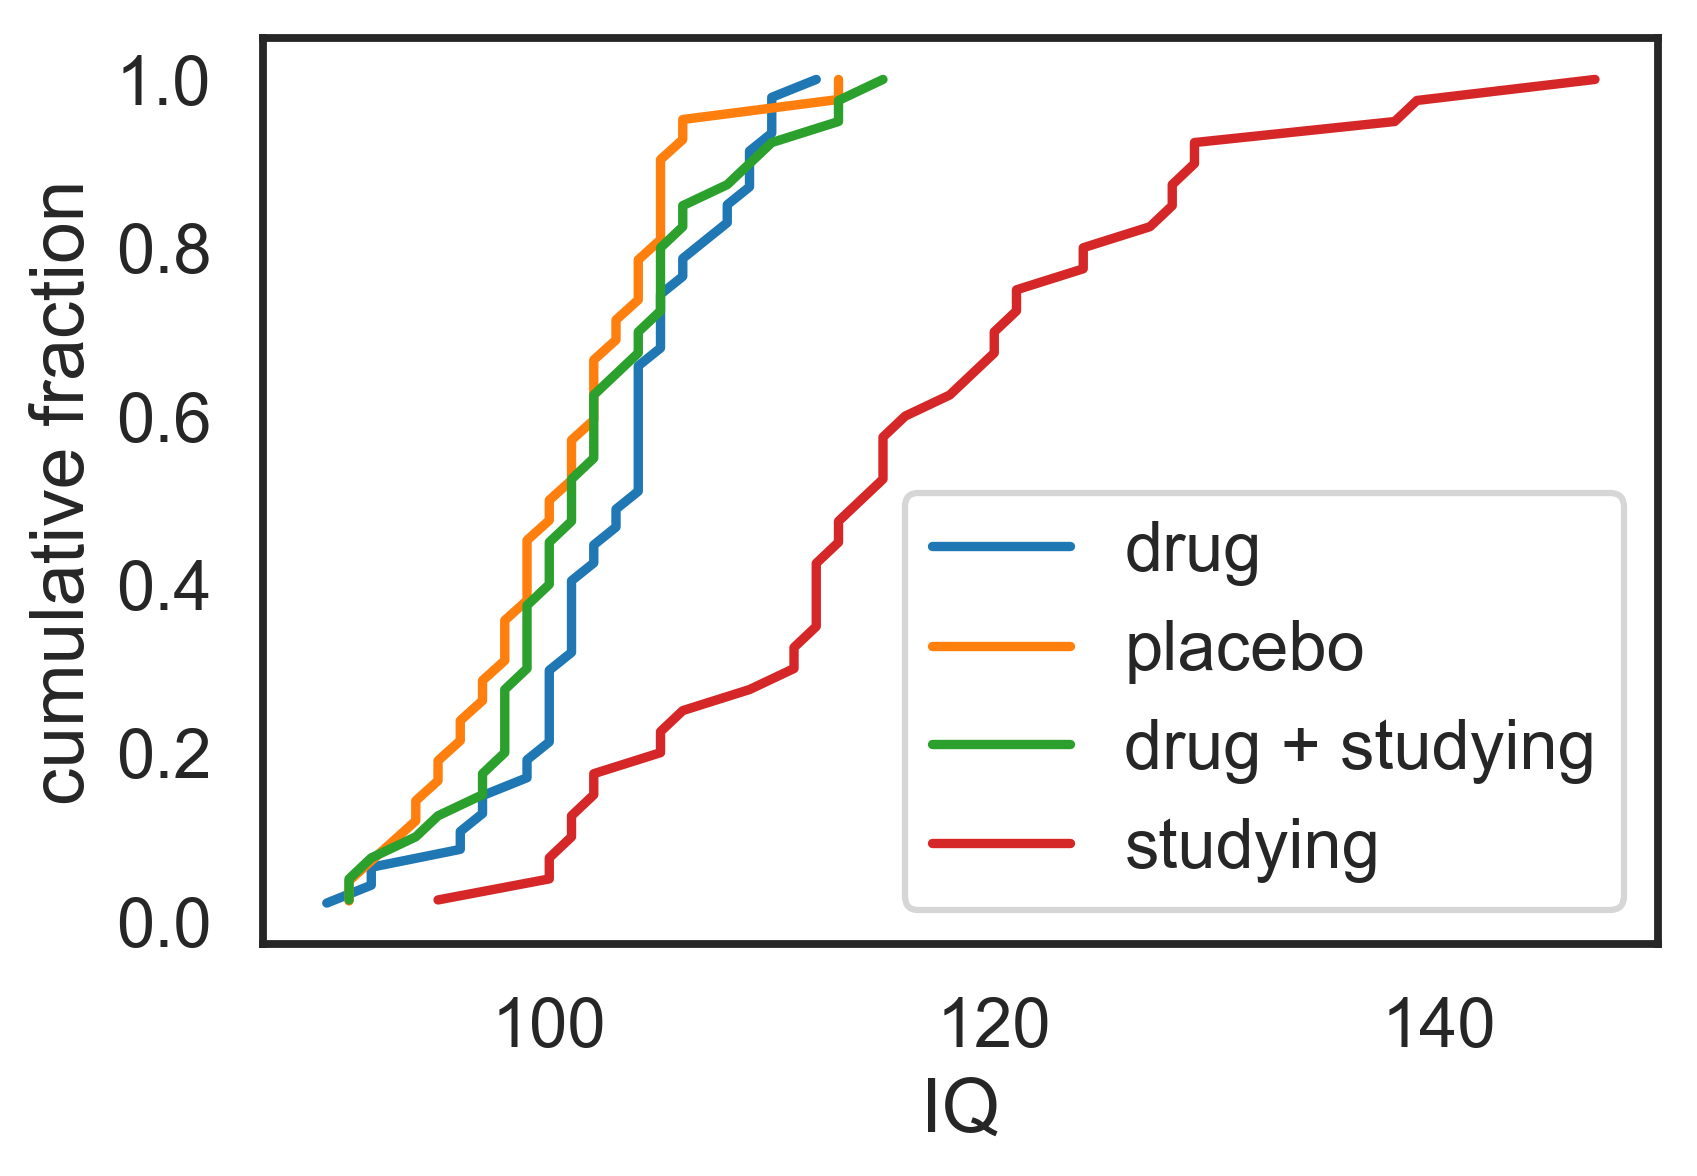 cumulative fraction
1.0
0.8
0.6
0.4
0.2
0.0
drug
placebo
drug + studying
studying
100 120 140
IQ